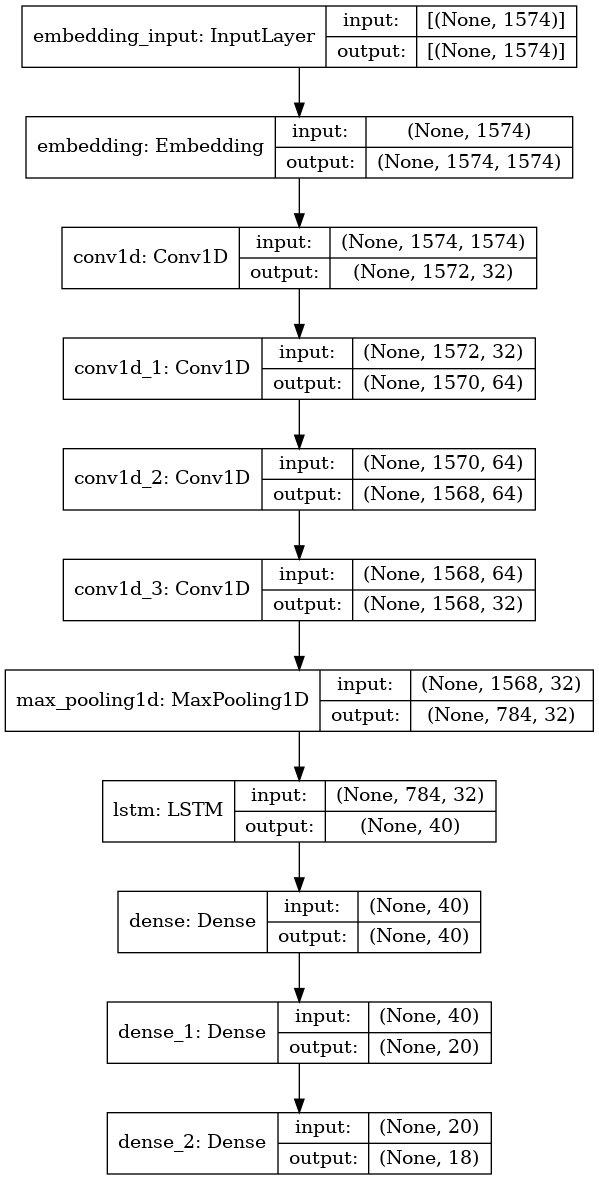 embedding_input: InputLayer
input: [(None, 1574)]
output: [(None, 1574)]
embedding: Embedding
input: (None, 1574)
output: (None, 1574, 1574)
conv1d: Conv1D
input: (None, 1574, 1574)
output: (None, 1572, 32)
conv1d_1: Conv1D
input: (None, 1572, 32)
output: (None, 1570, 64)
conv1d_2: Conv1D
input: (None, 1570, 64)
output: (None, 1568, 64)
conv1d_3: Conv1D
input: (None, 1568, 64)
output: (None, 1568, 32)
max_pooling1d: MaxPooling1D
input: (None, 1568, 32)
output: (None, 784, 32)
lstm: LSTM
input: (None, 784, 32)
output: (None, 40)
dense: Dense
input: (None, 40)
output: (None, 40)
dense_1: Dense
input: (None, 40)
output: (None, 20)
dense_2: Dense
input: (None, 20)
output: (None, 18)